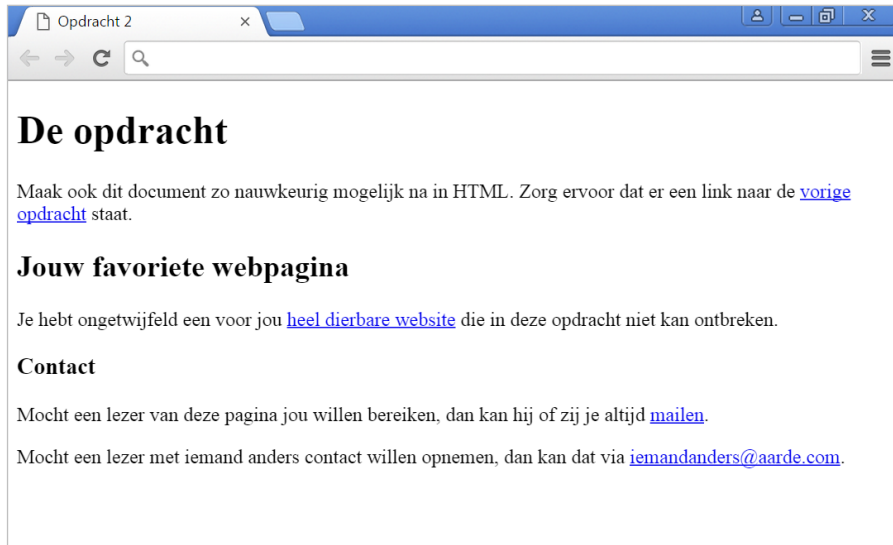 Opdracht 2
De opdracht
Maak ook dit document zo nauwkeurig mogelijk na in HTML. Zorg ervoor dat er een link naar de vorige
opdracht staat.
Jouw favoriete webpagina
Je hebt ongetwijfeld een voor jou heel dierbare website die in deze opdracht niet kan ontbreken.
Contact
Mocht een lezer van deze pagina jou willen bereiken, dan kan hij of zij je altijd mailen.
Mocht een lezer met iemand anders contact willen opnemen, dan kan dat via iemandanders@aarde.com.